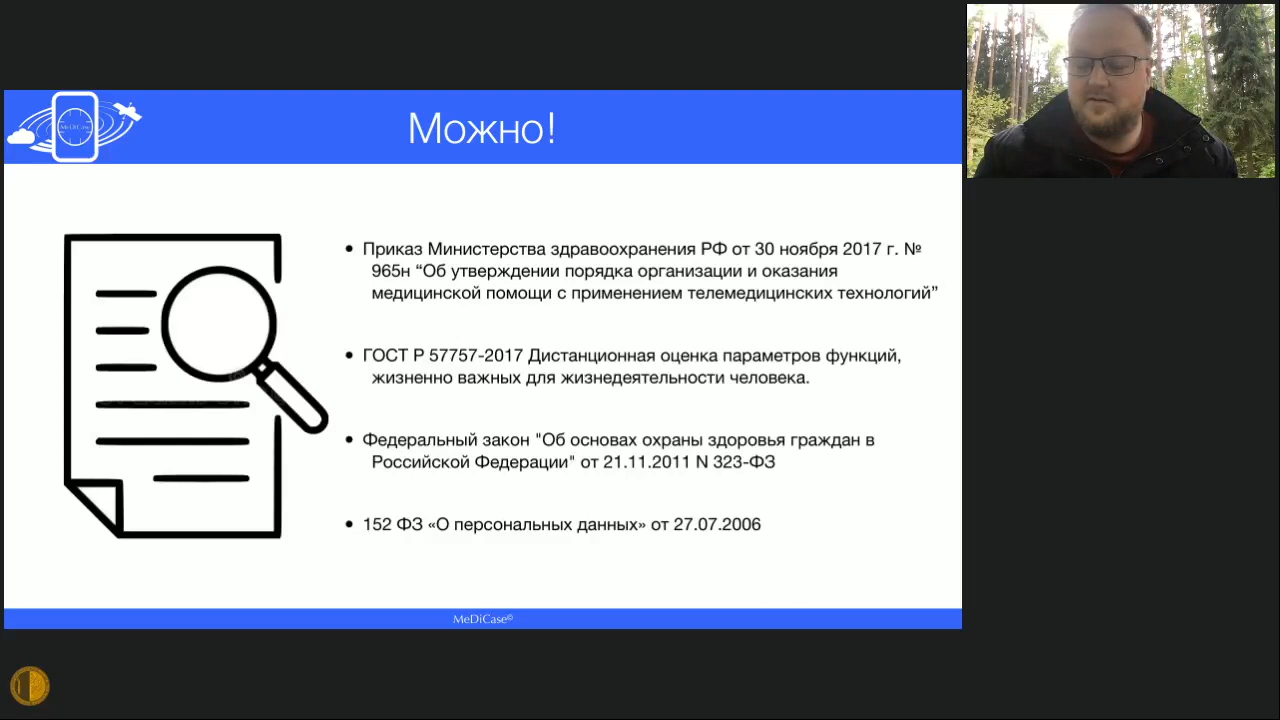 MeDiCase
Можно!
• Приказ Министерства здравоохранения РФ от 30 ноября 2017 г. №
965н “Об утверждении порядка организации и оказания
медицинской помощи с применением телемедицинских технологий”
• ГОСТ Р 57757-2017 Дистанционная оценка параметров функций,
жизненно важных для жизнедеятельности человека.
• Федеральный закон "Об основах охраны здоровья граждан в
Российской Федерации" от 21.11.2011 N 323-ФЗ
• 152 ФЗ «О персональных данных» от 27.07.2006
MeDiCase©